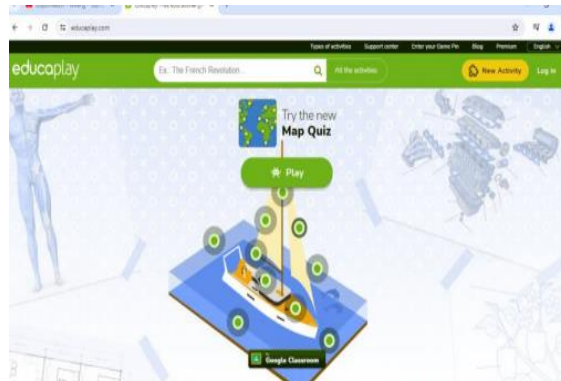 educaplay.com
Types of activities Support center Enter your Game Pin Blog Premium English
educaplay
Ex.. The French Revolution... All the activities New Activity Log in
Try the new
Map Quiz
Play
Google Classroom